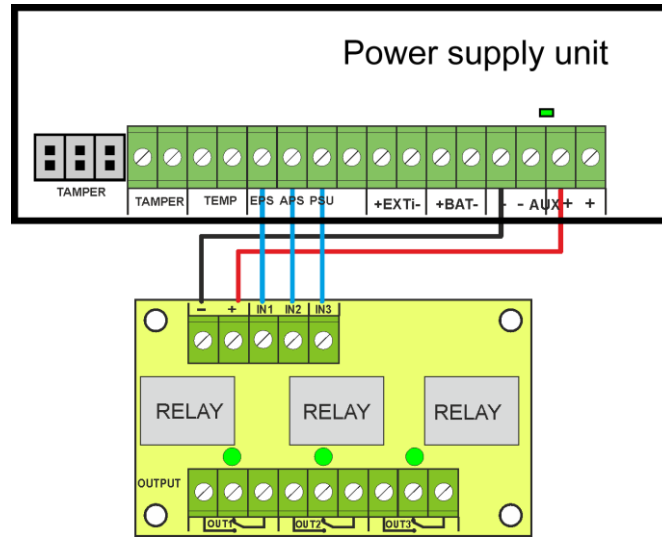 Power supply unit
TAMPER
TAMPER TEMP EPS APS PSU +EXTi- +BAT- - - AUX + +
- + IN1 IN2 IN3
RELAY RELAY RELAY
OUTPUT
OUT1 OUT2 OUT3